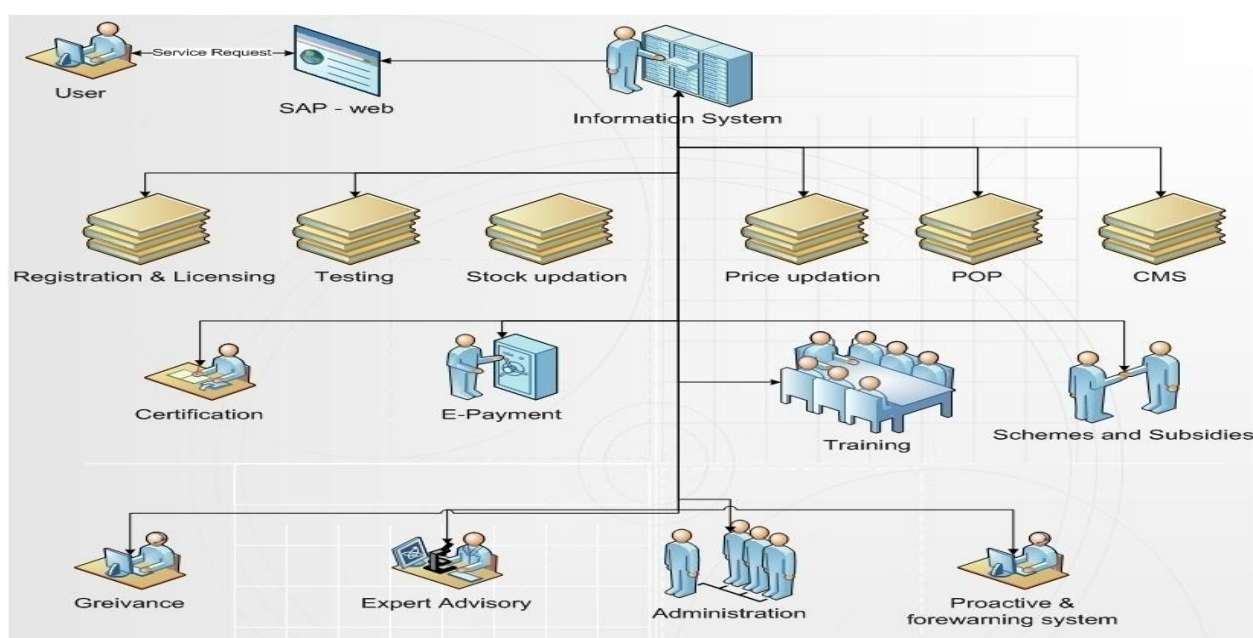 Service Request
User
SAP - web
Information System
Registration & Licensing
Testing
Stock updation
Price updation
POP
CMS
Certification
E-Payment
Training
Schemes and Subsidies
Greivance
Expert Advisory
Administration
Proactive &
forewarning system